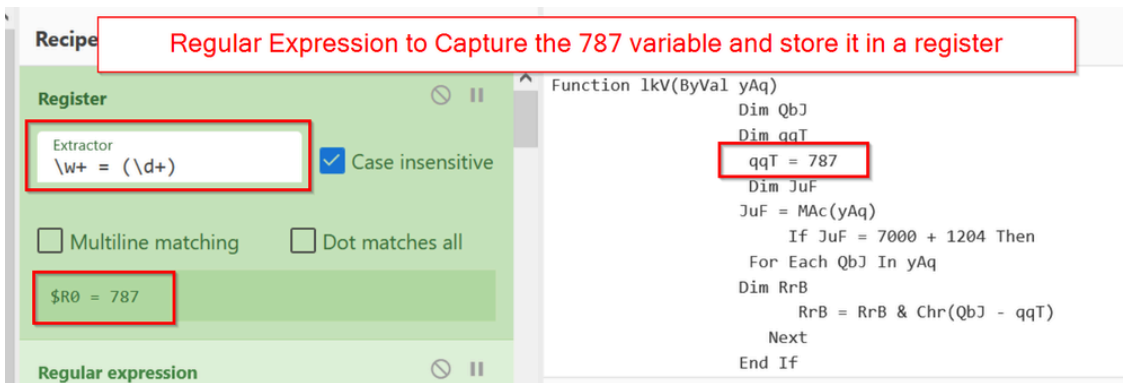 Recipe
Regular Expression to Capture the 787 variable and store it in a register
Register
Extractor
\w+ = (\d+)
Case insensitive
Multiline matching
Dot matches all
$R0 = 787
Regular expression
Function lkV(ByVal yAq)
Dim QbJ
Dim qqT
qqT = 787
Dim JuF
JuF = MAc(yAq)
If JuF = 7000 + 1204 Then
For Each QbJ In yAq
Dim RrB
RrB = RrB & Chr(QbJ - qqT)
Next
End If